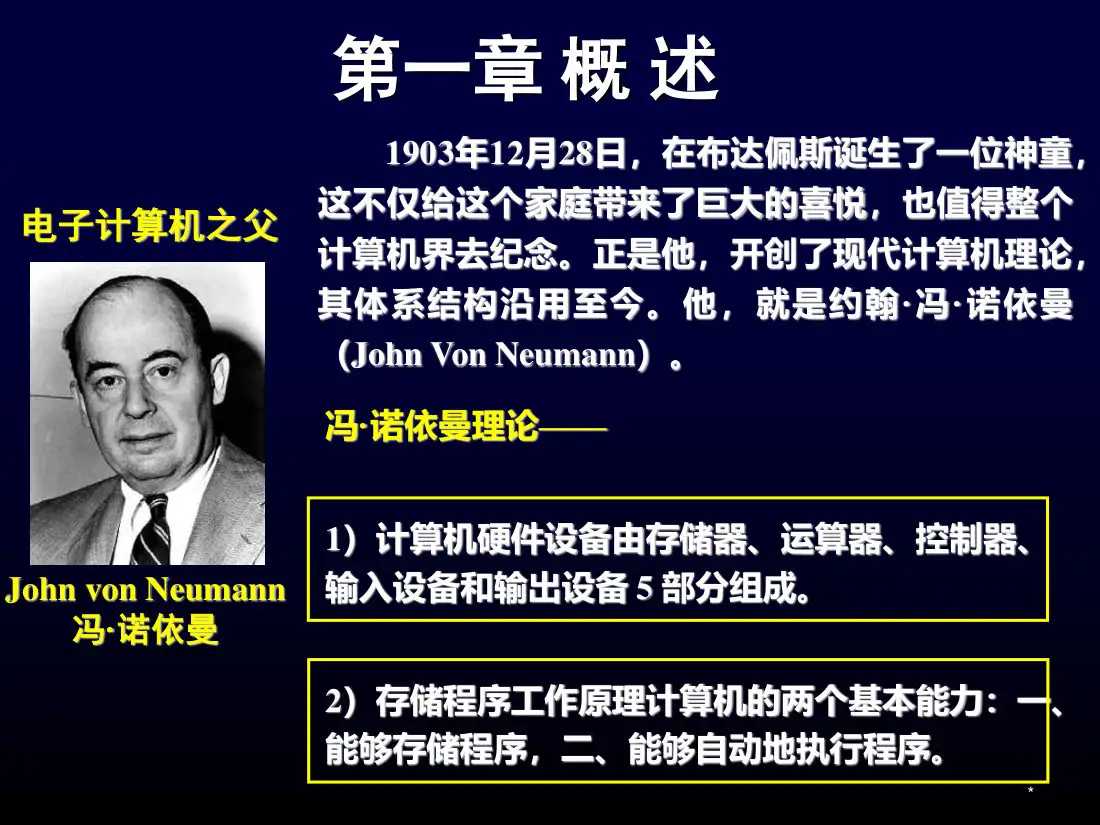 第一章 概 述
1903年12月28日，在布达佩斯诞生了一位神童，
这不仅给这个家庭带来了巨大的喜悦，也值得整个
计算机界去纪念。正是他，开创了现代计算机理论，
其体系结构沿用至今。他，就是约翰·冯·诺依曼
（John Von Neumann）。
电子计算机之父
John von Neumann
冯·诺依曼
冯·诺依曼理论——
1）计算机硬件设备由存储器、运算器、控制器、
输入设备和输出设备 5 部分组成。
2）存储程序工作原理计算机的两个基本能力：一、
能够存储程序，二、能够自动地执行程序。
*